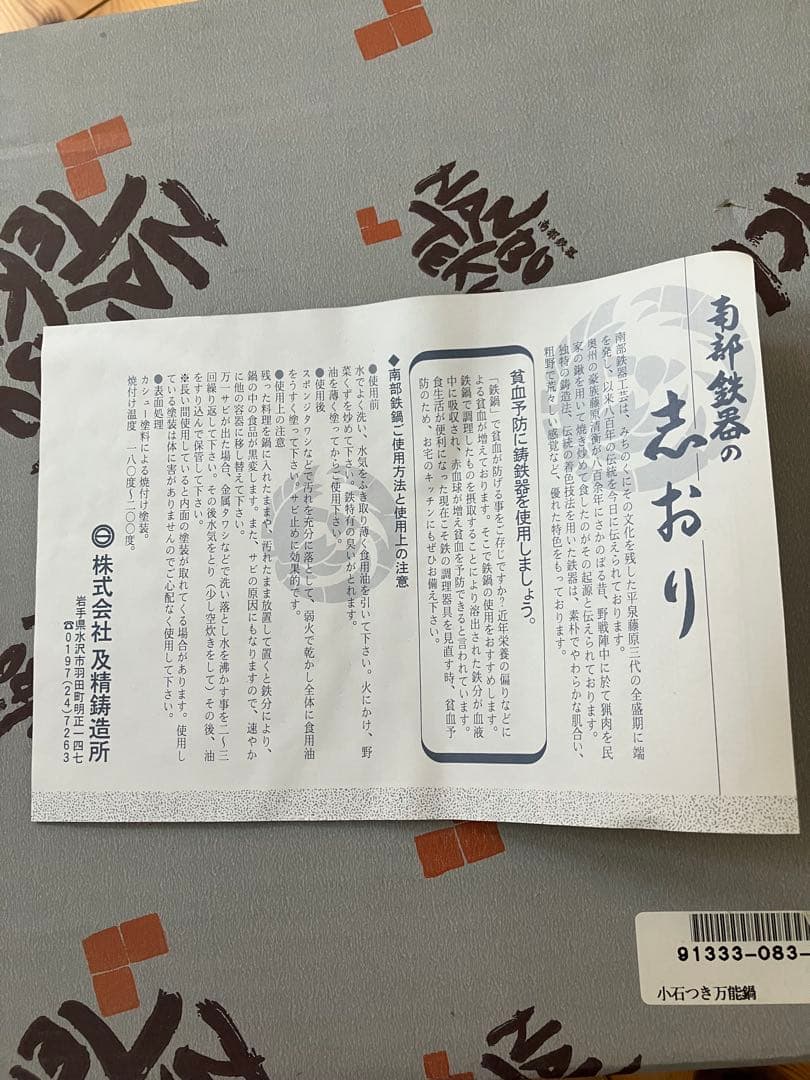 南部鉄器の
志おり
南部鉄器工芸は、みちのくにその文化を残した平泉藤原三代の全盛期に端
を発し、以来八百年の伝統を今日に伝えられております。
奥州の豪族藤原清衡が八百余年にさかのぼる昔、野戦陣中に於て猟肉を民
家の鍬を用いて焼き炒めて食したのがその起源と伝えられております。
独特の鋳造法、伝統の着色技法を用いた鉄器は、素朴でやわらかな肌合い、
粗野で荒々しい感覚など、優れた特色をもっております。
貧血予防に鋳鉄器を使用しましょう。
「鉄鍋」で貧血が防げる事をご存じですか?近年栄養の偏りなどに
よる貧血が増えております。そこで鉄鍋の使用をおすすめします。
鉄鍋で調理したものを摂取することにより溶出された鉄分が血液
中に吸収され、赤血球が増え貧血を予防できると言われています。
食生活が便利になった現在こそ鉄の調理器具を見直す時、貧血予
防のため、お宅のキッチンにもぜひお備え下さい。
◆南部鉄鍋ご使用方法と使用上の注意
●使用前
水でよく洗い、水気をふき取り薄く食用油を引いて下さい。火にかけ、野
菜くずを炒めて下さい。鉄特有の臭いがとれます。
油を薄く塗ってからご使用下さい。
●使用後
スポンジタワシなどで汚れを充分に落として、弱火で乾かし全体に食用油
をうすく塗って下さい。サビ止めに効果的です。
●使用上の注意
残った料理を鍋に入れたままや、汚れたまま放置して置くと鉄分により、
鍋の中の食品が黒変します。また、サビの原因にもなりますので、速やか
に他の容器に移し替えて下さい。
万一サビが出た場合、金属タワシなどで洗い落とし水を沸かす事を二〜三
回繰り返して下さい。その後水気をとり(少し空炊きをして)その後、油
をすり込んで保管して下さい。
※長い間使用していると内面の塗装が取れてくる場合があります。使用し
ている塗装は体に害がありませんのでご心配なく使用して下さい。
●表面処理
カシュー塗料による焼付け塗装。
焼付け温度 一八〇度〜二〇〇度。
株式会社 及精鋳造所
岩手県水沢市羽田町明正一四七
☎0197(24)7263
南部鉄器
91333-083-
小石つき万能鍋